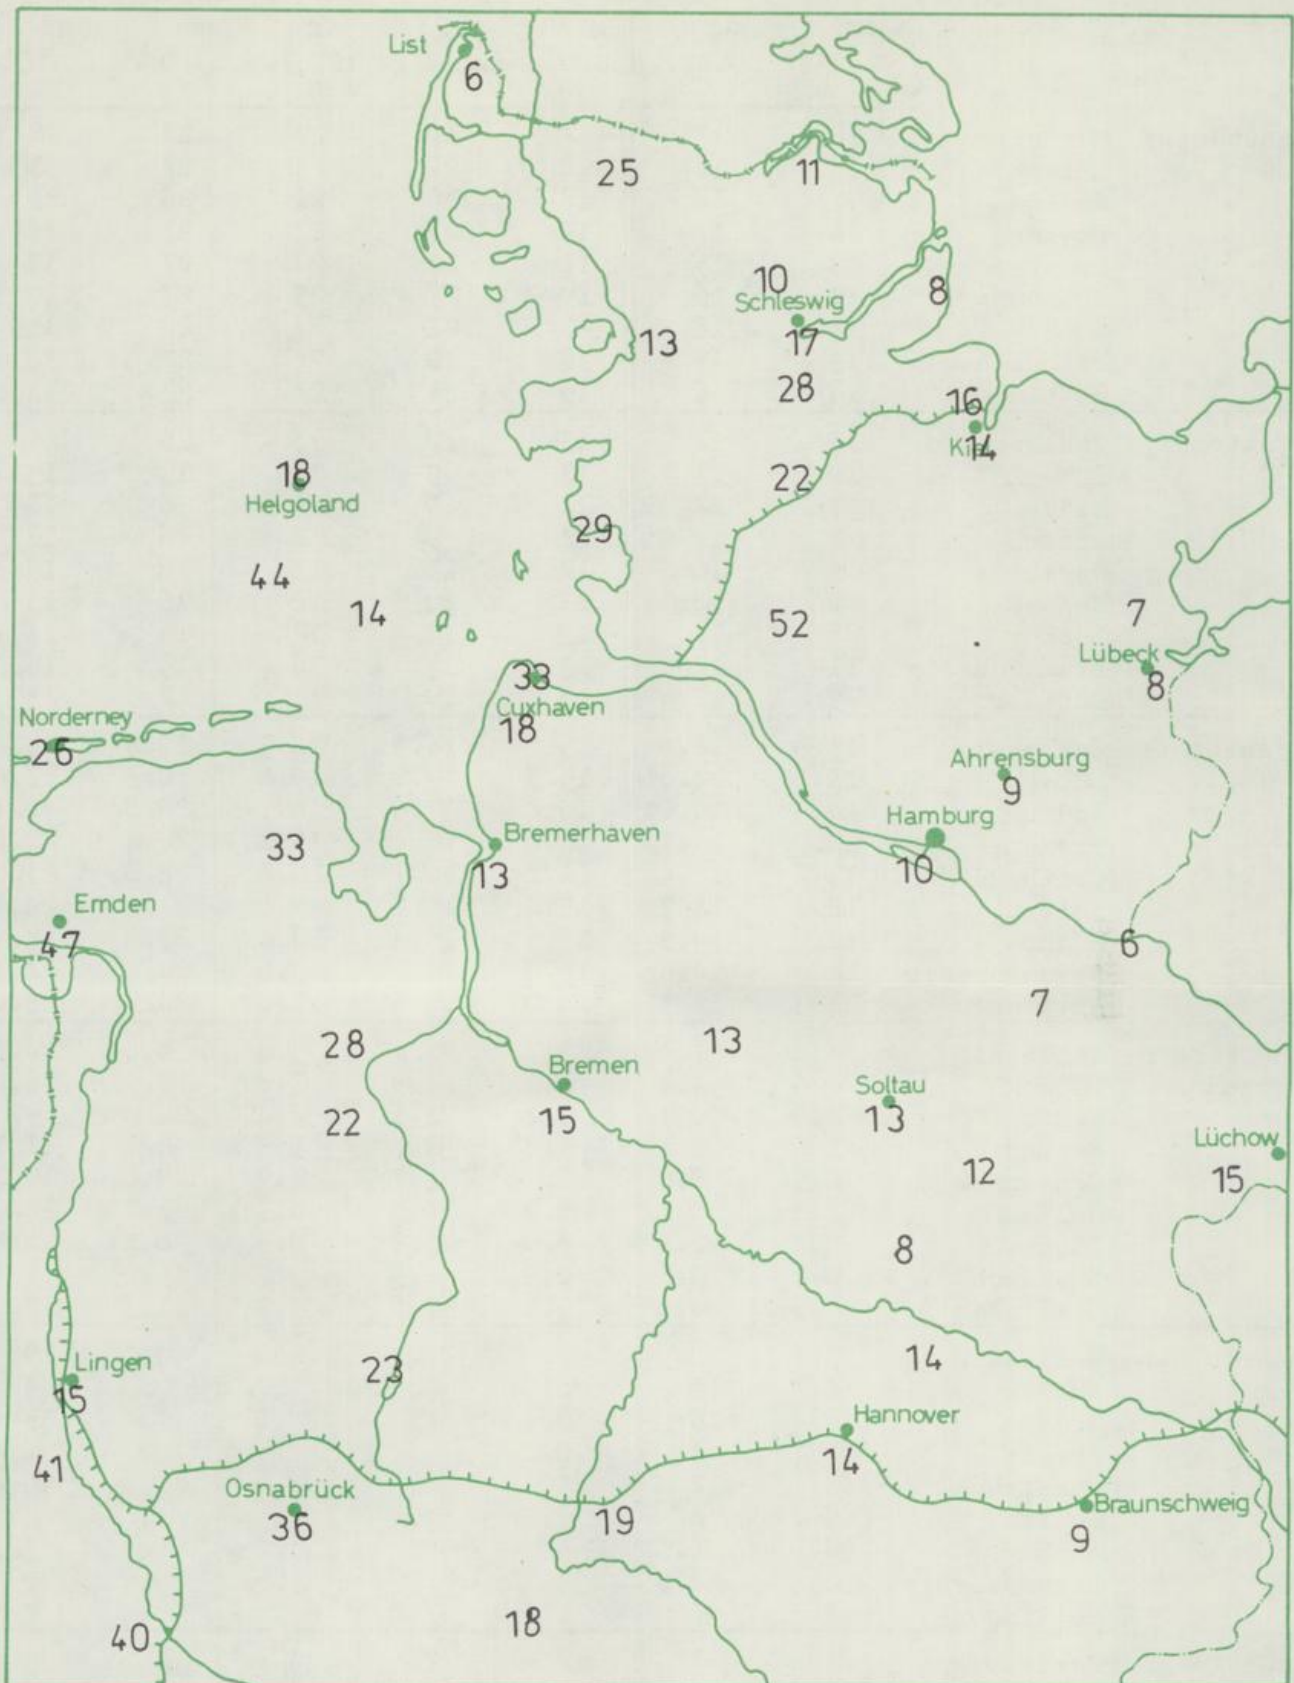 List
6
25
11
10
8
Schleswig
17
13
28
16
Kiel
14
18
Helgoland
22
29
44
14
52
7
Lübeck
8
33
Cuxhaven
18
Norderney
26
Ahrensburg
9
Hamburg
10
Bremerhaven
13
33
Emden
47
6
7
28
13
Bremen
15
Soltau
13
22
Lüchow
15
12
8
14
Lingen
15
23
Hannover
14
41
Osnabrück
36
19
Braunschweig
9
18
40